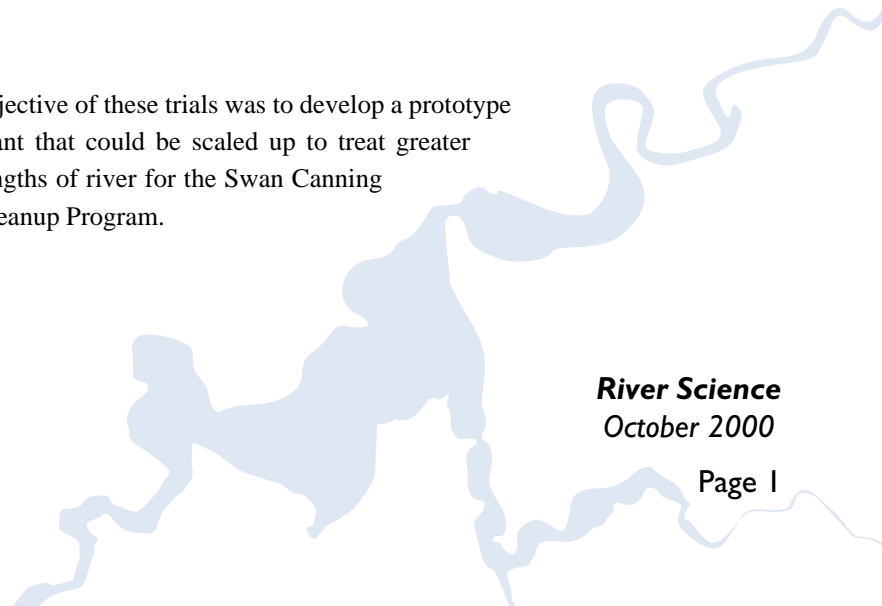 jective of these trials was to develop a prototype
ant that could be scaled up to treat greater
ngths of river for the Swan Canning
eanup Program.
River Science
October 2000
Page 1